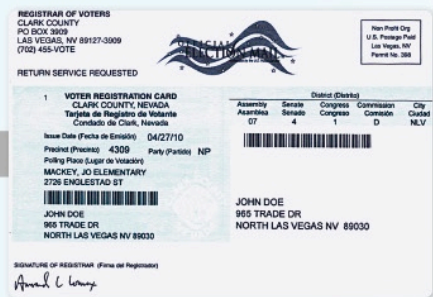 REGISTRAR OF VOTERS
CLARK COUNTY
PO BOX 3909
LAS VEGAS, NV 89127-3909
(702) 455-VOTE
OFFICIAL
ELECTION MAIL
Non Profit Org
U.S. Postage Paid
Las Vegas, NV
Permit No. 398
RETURN SERVICE REQUESTED
1 VOTER REGISTRATION CARD
CLARK COUNTY, NEVADA
Tarjeta de Registro de Votante
Condado de Clark, Nevada
Issue Date (Fecha de Emisión) 04/27/10
Precinct (Precinto) 4309 Party (Partido) NP
Polling Place (Lugar de Votación)
MACKEY, JO ELEMENTARY
2726 ENGLESTAD ST
JOHN DOE
965 TRADE DR
NORTH LAS VEGAS NV 89030
District (Distrito)
Assembly Senate Congress Commission City
Asamblea Senado Congreso Comisión Ciudad
07 4 1 D NLV
JOHN DOE
965 TRADE DR
NORTH LAS VEGAS NV 89030
SIGNATURE OF REGISTRAR (Firma del Registrador)